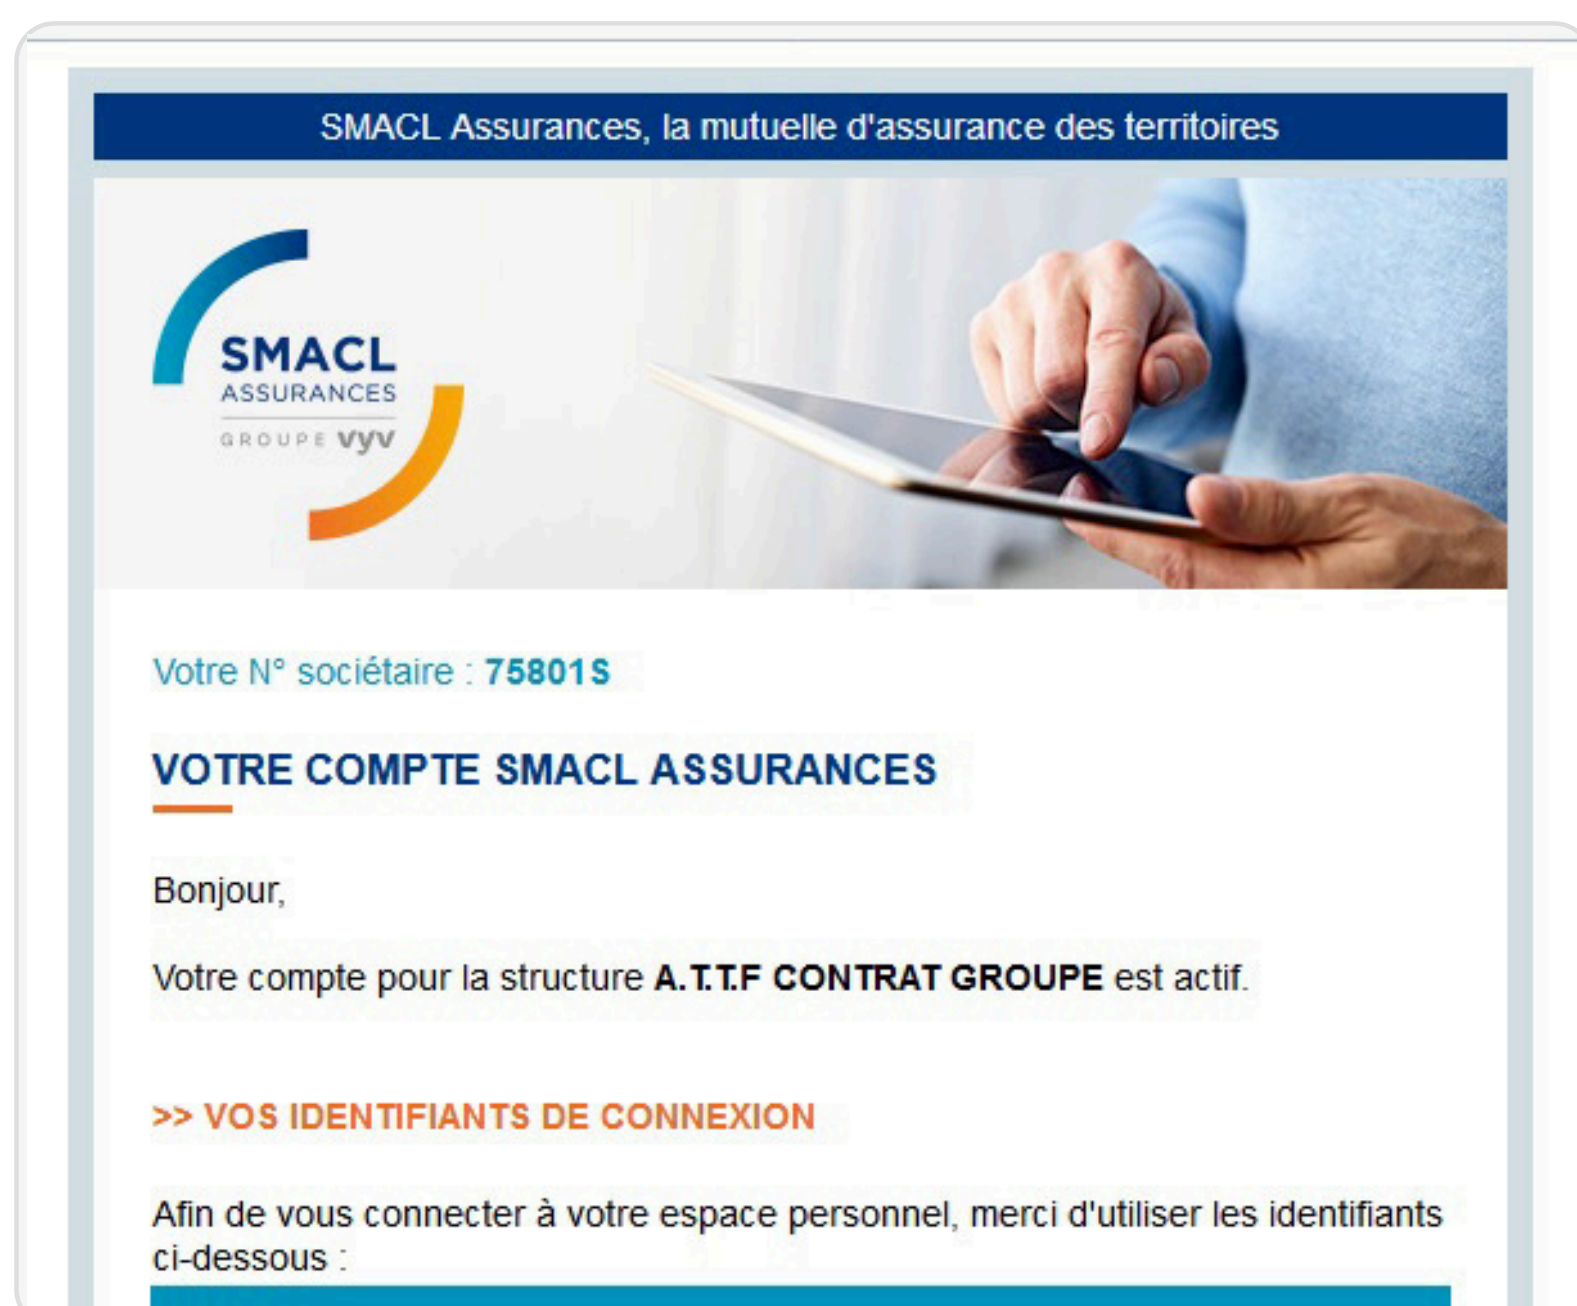 SMACL Assurances, la mutuelle d'assurance des territoires
SMACL
ASSURANCES
GROUPE vyv
Votre N° sociétaire : 75801S
VOTRE COMPTE SMACL ASSURANCES
Bonjour,
Votre compte pour la structure A.T.T.F CONTRAT GROUPE est actif.
>> VOS IDENTIFIANTS DE CONNEXION
Afin de vous connecter à votre espace personnel, merci d'utiliser les identifiants
ci-dessous :